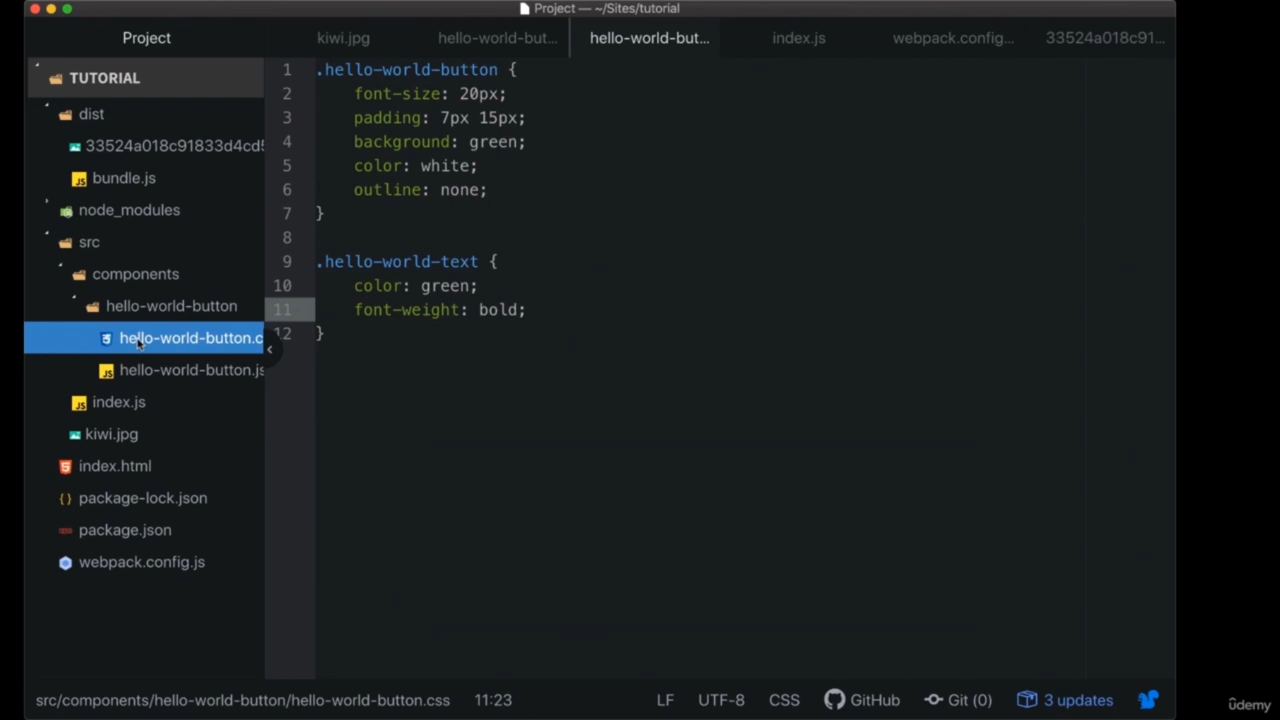 Project — ~/Sites/tutorial
Project
kiwi.jpg
hello-world-but...
hello-world-but...
index.js
webpack.config...
33524a018c91...
TUTORIAL
dist
33524a018c91833d4cd5
bundle.js
node_modules
src
components
hello-world-button
hello-world-button.c
hello-world-button.js
index.js
kiwi.jpg
index.html
package-lock.json
package.json
webpack.config.js
1 .hello-world-button {
2 font-size: 20px;
3 padding: 7px 15px;
4 background: green;
5 color: white;
6 outline: none;
7 }
8
9 .hello-world-text {
10 color: green;
11 font-weight: bold;
12 }
src/components/hello-world-button/hello-world-button.css 11:23 LF UTF-8 CSS GitHub Git (0) 3 updates
ûdemy